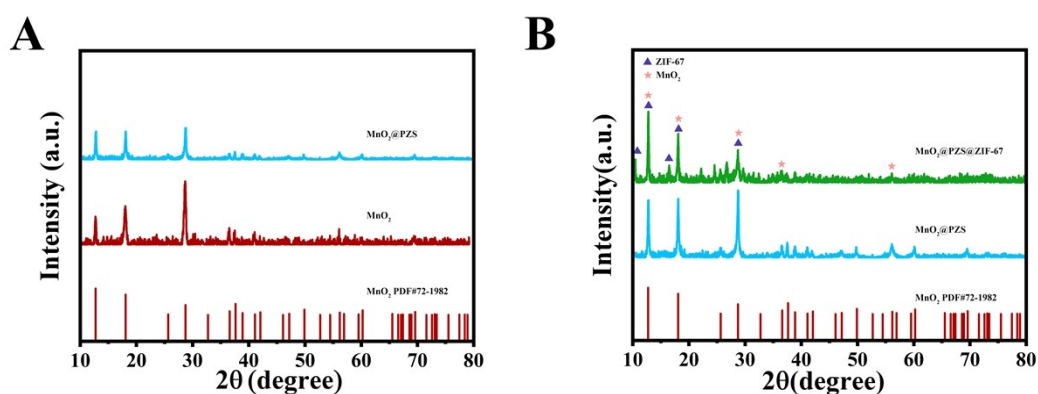 A
Intensity (a.u.)
MnO₂@PZS
MnO₂
MnO₂ PDF#72-1982
10 20 30 40 50 60 70 80
2θ (degree)
B
Intensity(a.u.)
ZIF-67
MnO₂
MnO₂@PZS@ZIF-67
MnO₂@PZS
MnO₂ PDF#72-1982
10 20 30 40 50 60 70 80
2θ(degree)